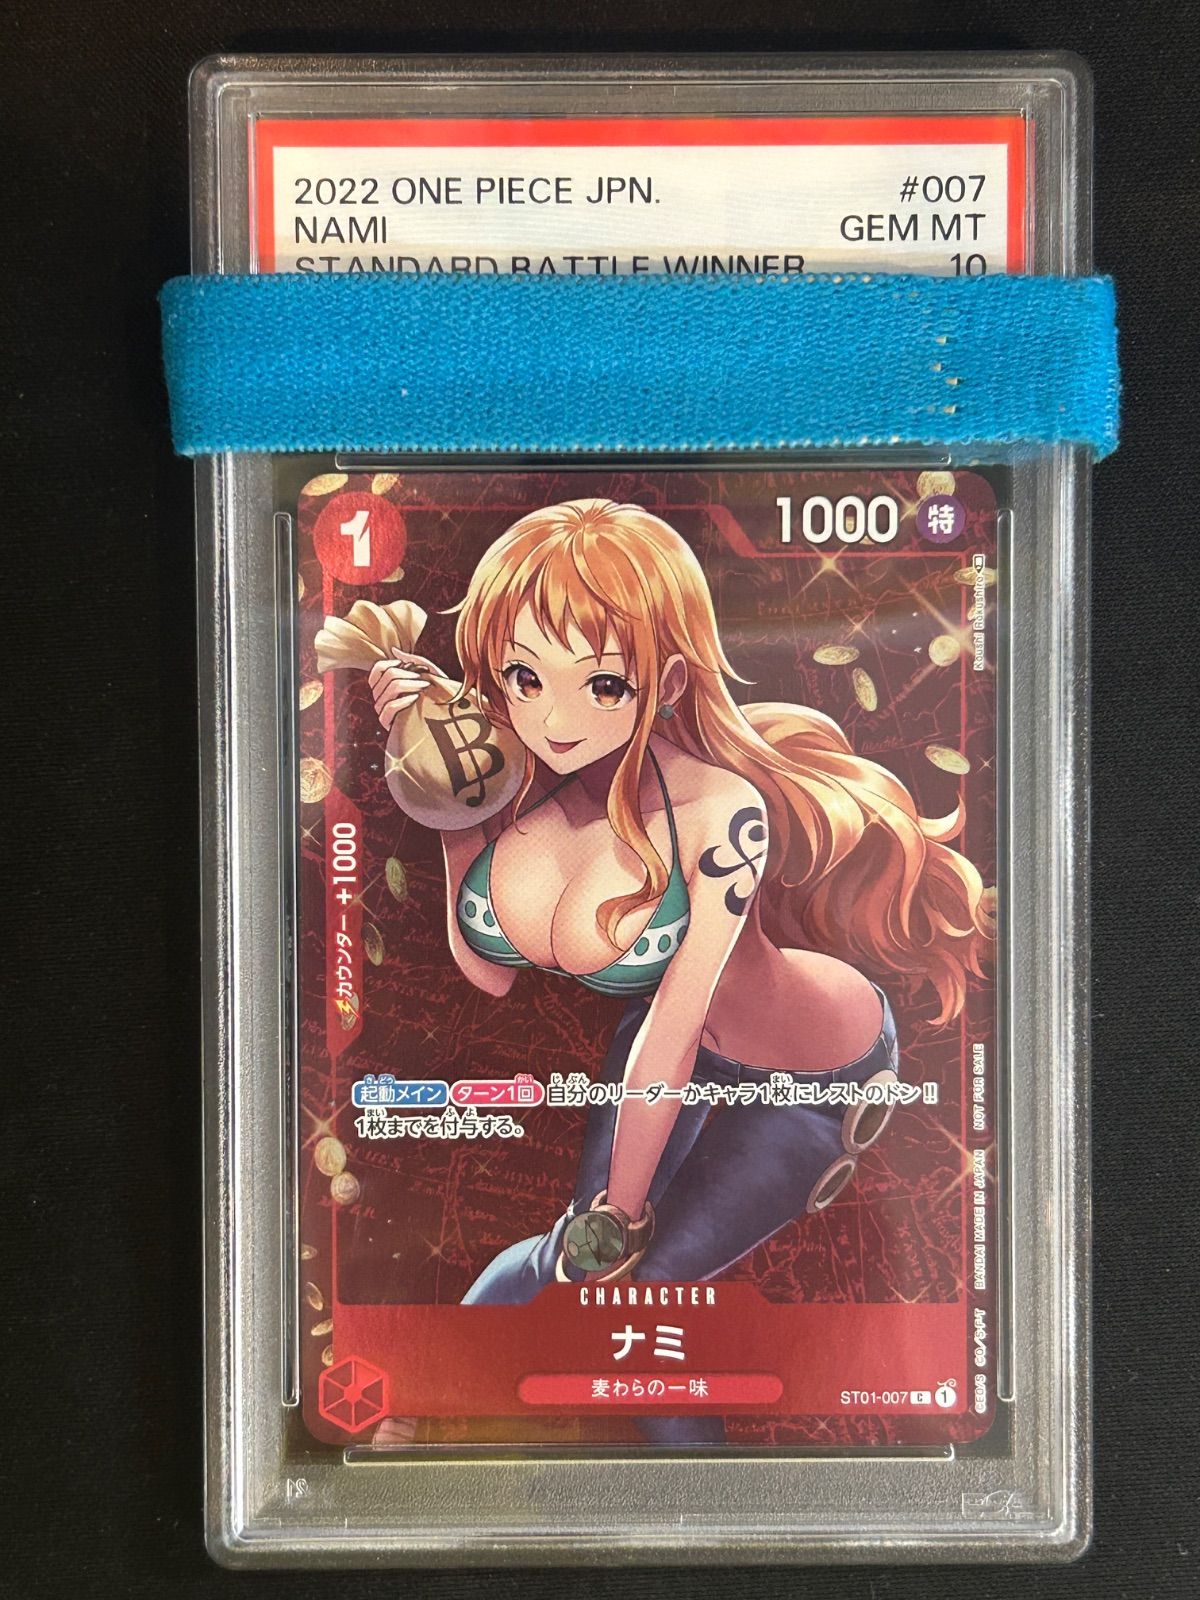 2022 ONE PIECE JPN. #007
NAMI GEM MT
STANDARD BATTLE WINNER 10
1 1000 特
Koushi Rokushiro
B
カウンター +1000
起動メイン ターン1回 自分のリーダーかキャラ1枚にレストのドン!!
1枚までを付与する。
CHARACTER
ナミ
麦わらの一味
ST01-007 C 1
©EO/S ©O/S・F・T BANDAI MADE IN JAPAN NOT FOR SALE